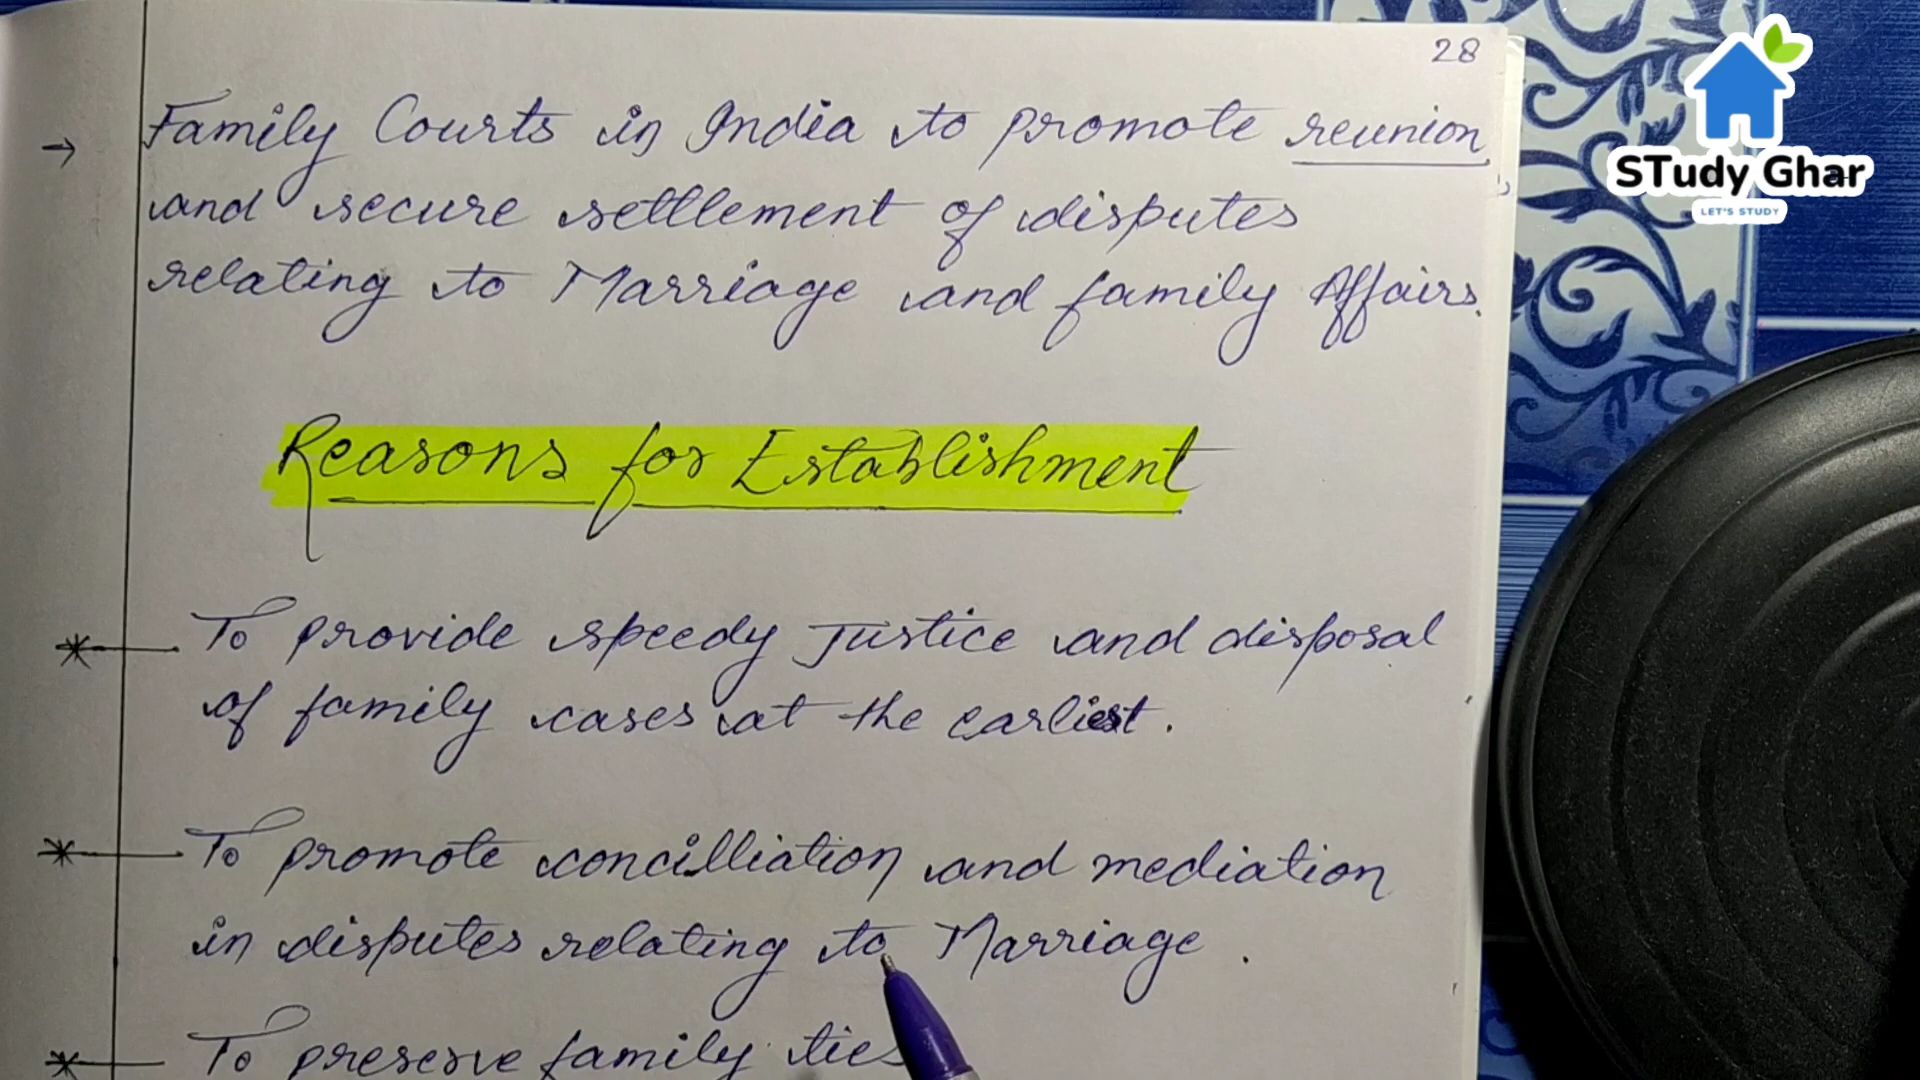 28
→ Family Courts in India to promote reunion
and secure settlement of disputes
relating to Marriage and family Affairs.
Reasons for Establishment
* To provide speedy Justice and disposal
of family cases at the earliest.
* To promote concilliation and mediation
in disputes relating to Marriage.
* To preserve family ties
STudy Ghar
LET'S STUDY